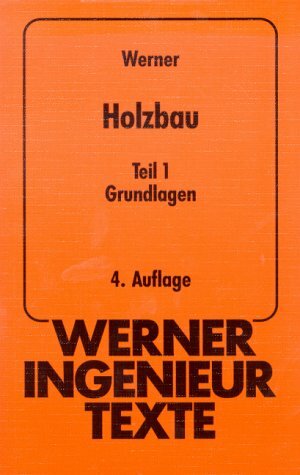 Werner
Holzbau
Teil 1
Grundlagen
4. Auflage
WERNER
INGENIEUR
TEXTE